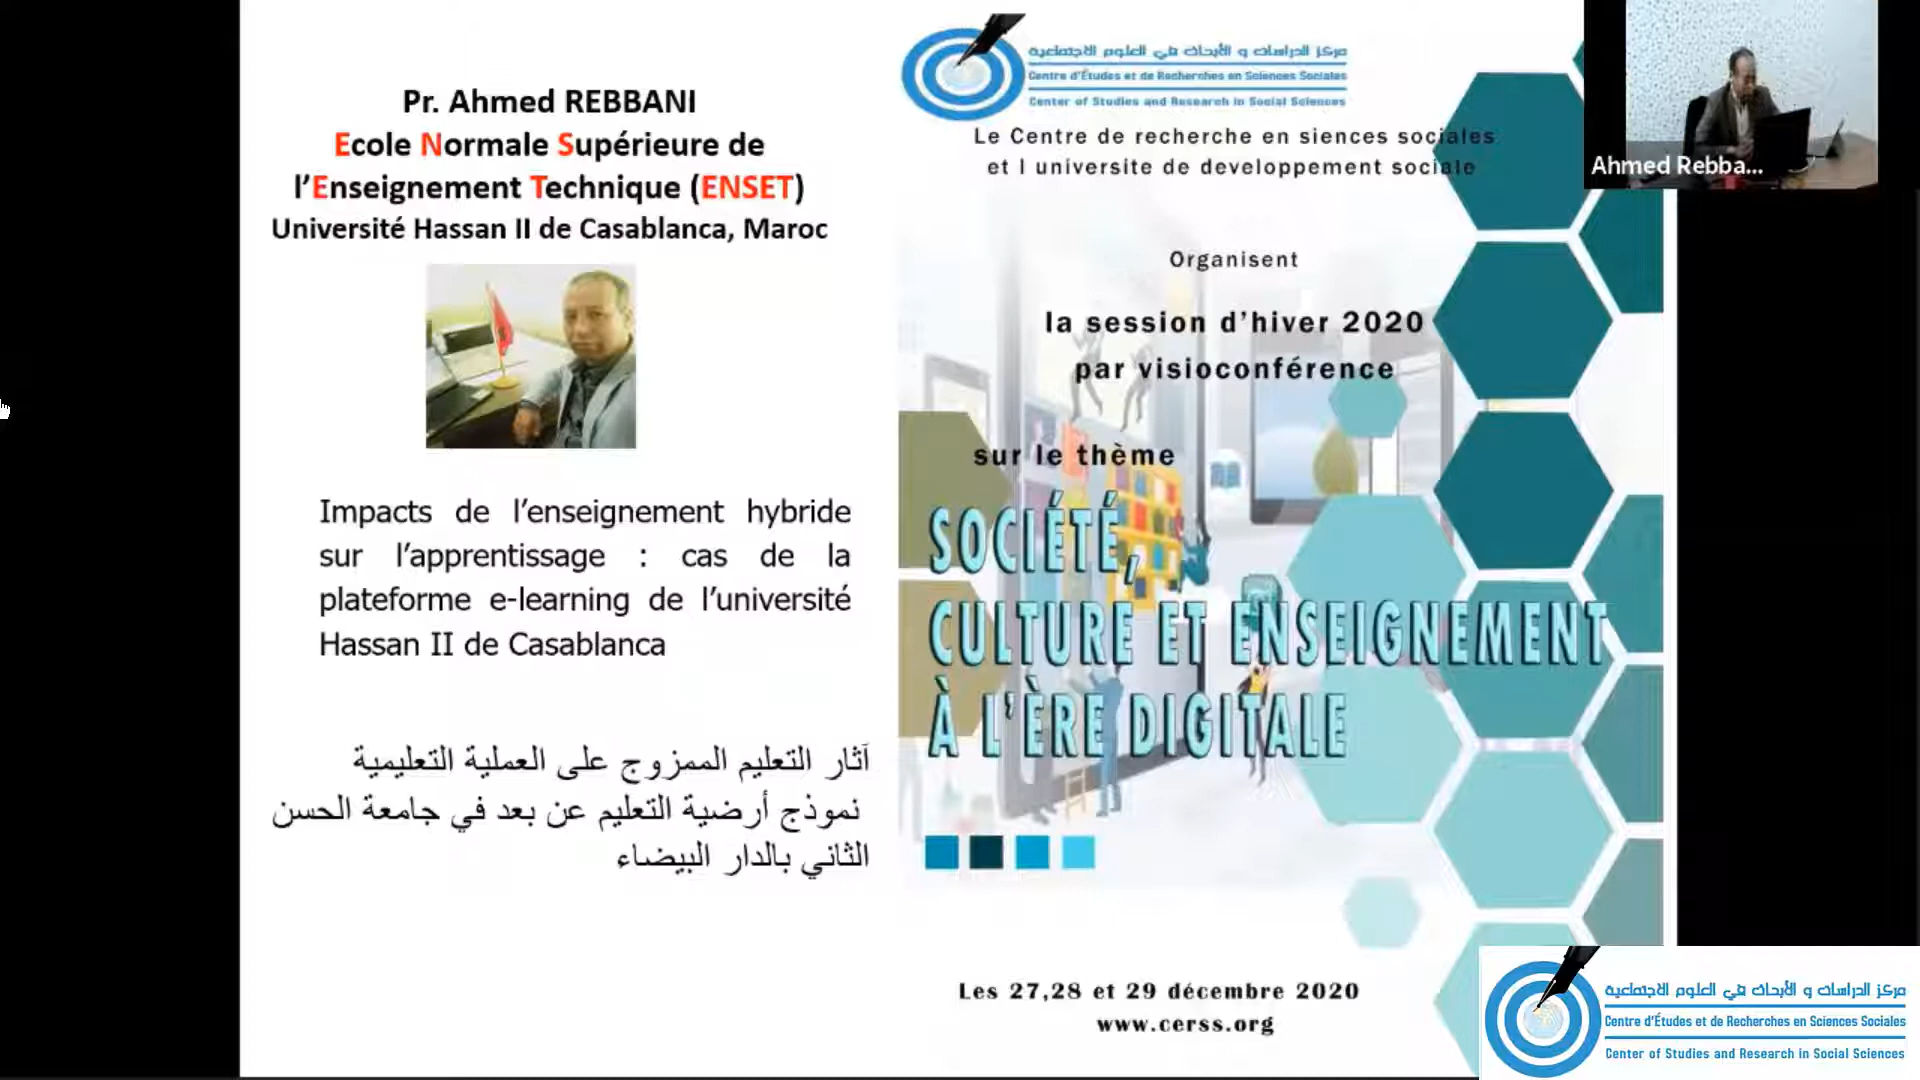 Pr. Ahmed REBBANI
Ecole Normale Supérieure de
l’Enseignement Technique (ENSET)
Université Hassan II de Casablanca, Maroc
Impacts de l’enseignement hybride
sur l’apprentissage : cas de la
plateforme e-learning de l’université
Hassan II de Casablanca
آثار التعليم الممزوج على العملية التعليمية
نموذج أرضية التعليم عن بعد في جامعة الحسن
الثاني بالدار البيضاء
مركز الدراسات و الأبحاث في العلوم الاجتماعية
Centre d'Études et de Recherches en Sciences Sociales
Center of Studies and Research in Social Sciences
Le Centre de recherche en siences sociales
et l universite de developpement sociale
Organisent
la session d’hiver 2020
par visioconférence
sur le thème
SOCIÉTÉ,
CULTURE ET ENSEIGNEMENT
À L’ÈRE DIGITALE
Les 27,28 et 29 décembre 2020
www.cerss.org
Ahmed Rebba...
مركز الدراسات و الأبحاث في العلوم الاجتماعية
Centre d'Études et de Recherches en Sciences Sociales
Center of Studies and Research in Social Sciences